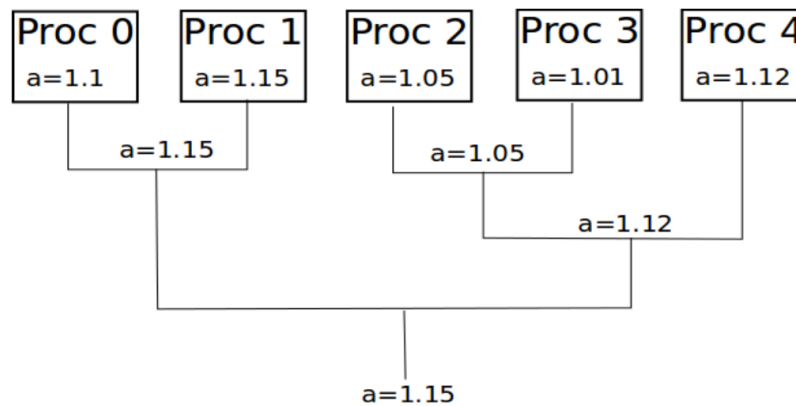 Proc 0
a=1.1
Proc 1
a=1.15
Proc 2
a=1.05
Proc 3
a=1.01
Proc 4
a=1.12
a=1.15
a=1.05
a=1.12
a=1.15